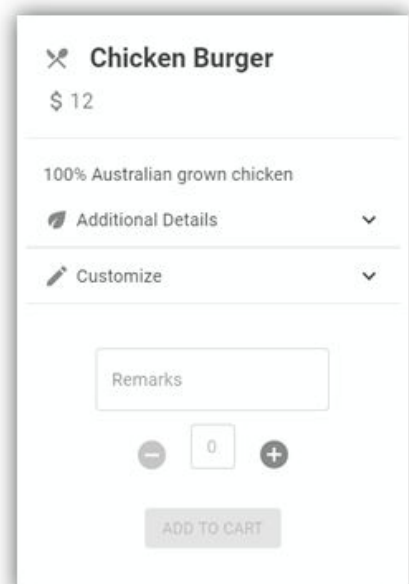 Chicken Burger
$ 12
100% Australian grown chicken
Additional Details
Customize
Remarks
0
ADD TO CART